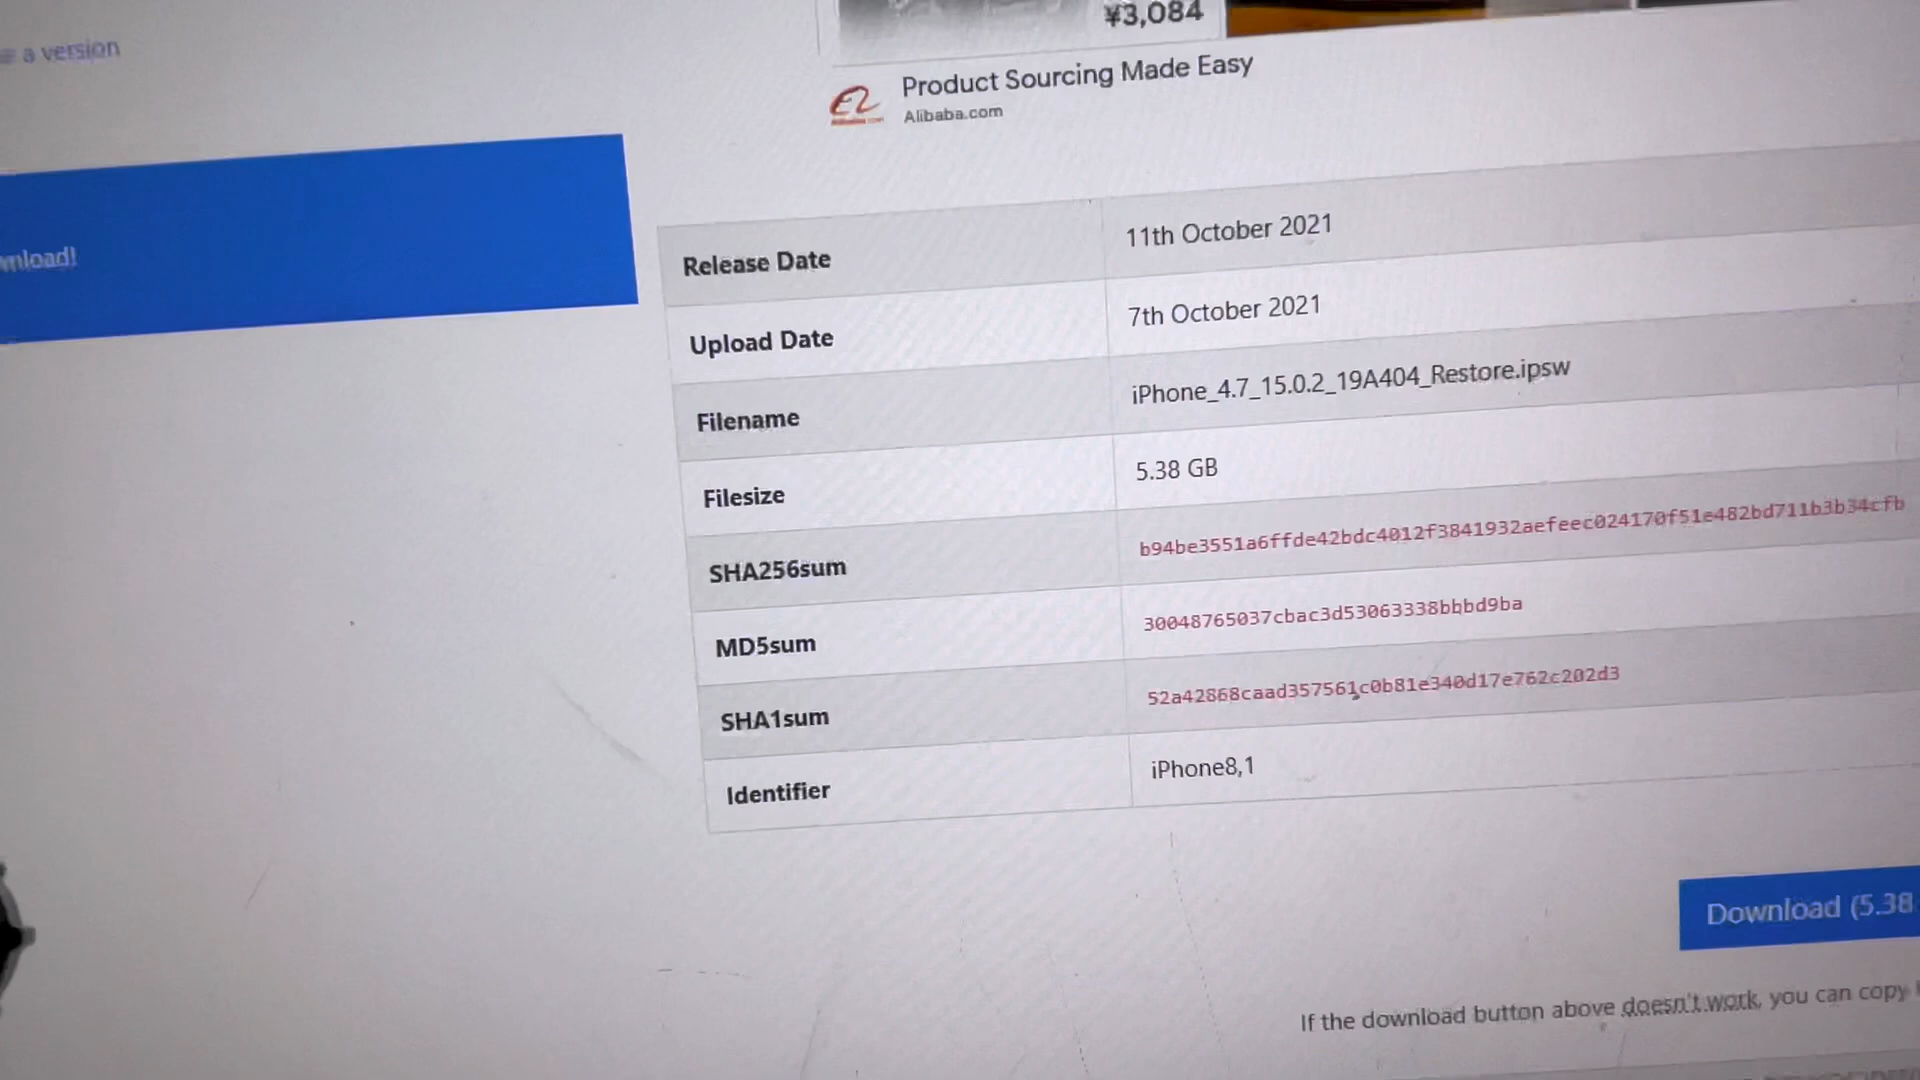 a version
¥3,084
Product Sourcing Made Easy
Alibaba.com
wnload!
Release Date 11th October 2021
Upload Date 7th October 2021
Filename iPhone_4.7_15.0.2_19A404_Restore.ipsw
Filesize 5.38 GB
SHA256sum b94be3551a6ffde42bdc4012f3841932aefeec024170f51e482bd711b3b34cfb
MD5sum 30048765037cbac3d53063338bbbd9ba
SHA1sum 52a42868caad357561c0b81e340d17e762c202d3
Identifier iPhone8,1
Download (5.38
If the download button above doesn't work, you can copy